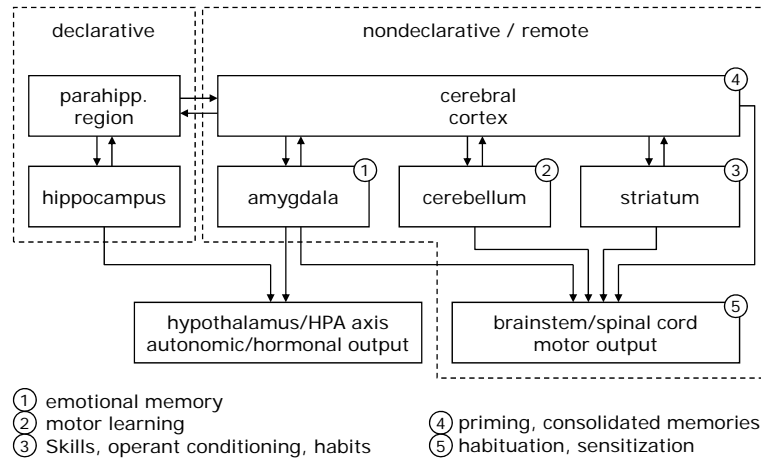 declarative
nondeclarative / remote
parahipp.
region
cerebral
cortex
4
hippocampus
amygdala
1
cerebellum
2
striatum
3
hypothalamus/HPA axis
autonomic/hormonal output
brainstem/spinal cord
motor output
5
1 emotional memory
2 motor learning
3 Skills, operant conditioning, habits
4 priming, consolidated memories
5 habituation, sensitization